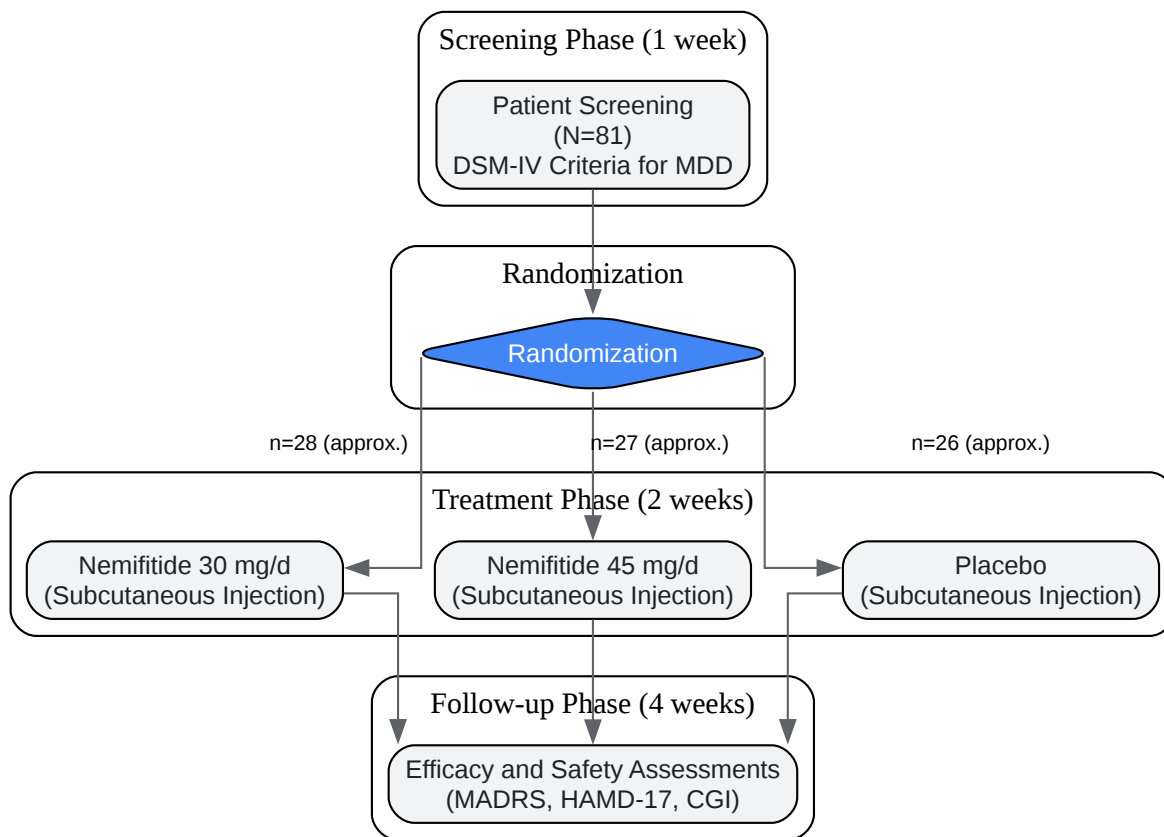 Screening Phase (1 week)
Patient Screening
(N=81)
DSM-IV Criteria for MDD
Randomization
Randomization
n=28 (approx.)
n=27 (approx.)
n=26 (approx.)
Treatment Phase (2 weeks)
Nemifitide 30 mg/d
(Subcutaneous Injection)
Nemifitide 45 mg/d
(Subcutaneous Injection)
Placebo
(Subcutaneous Injection)
Follow-up Phase (4 weeks)
Efficacy and Safety Assessments
(MADRS, HAMD-17, CGI)